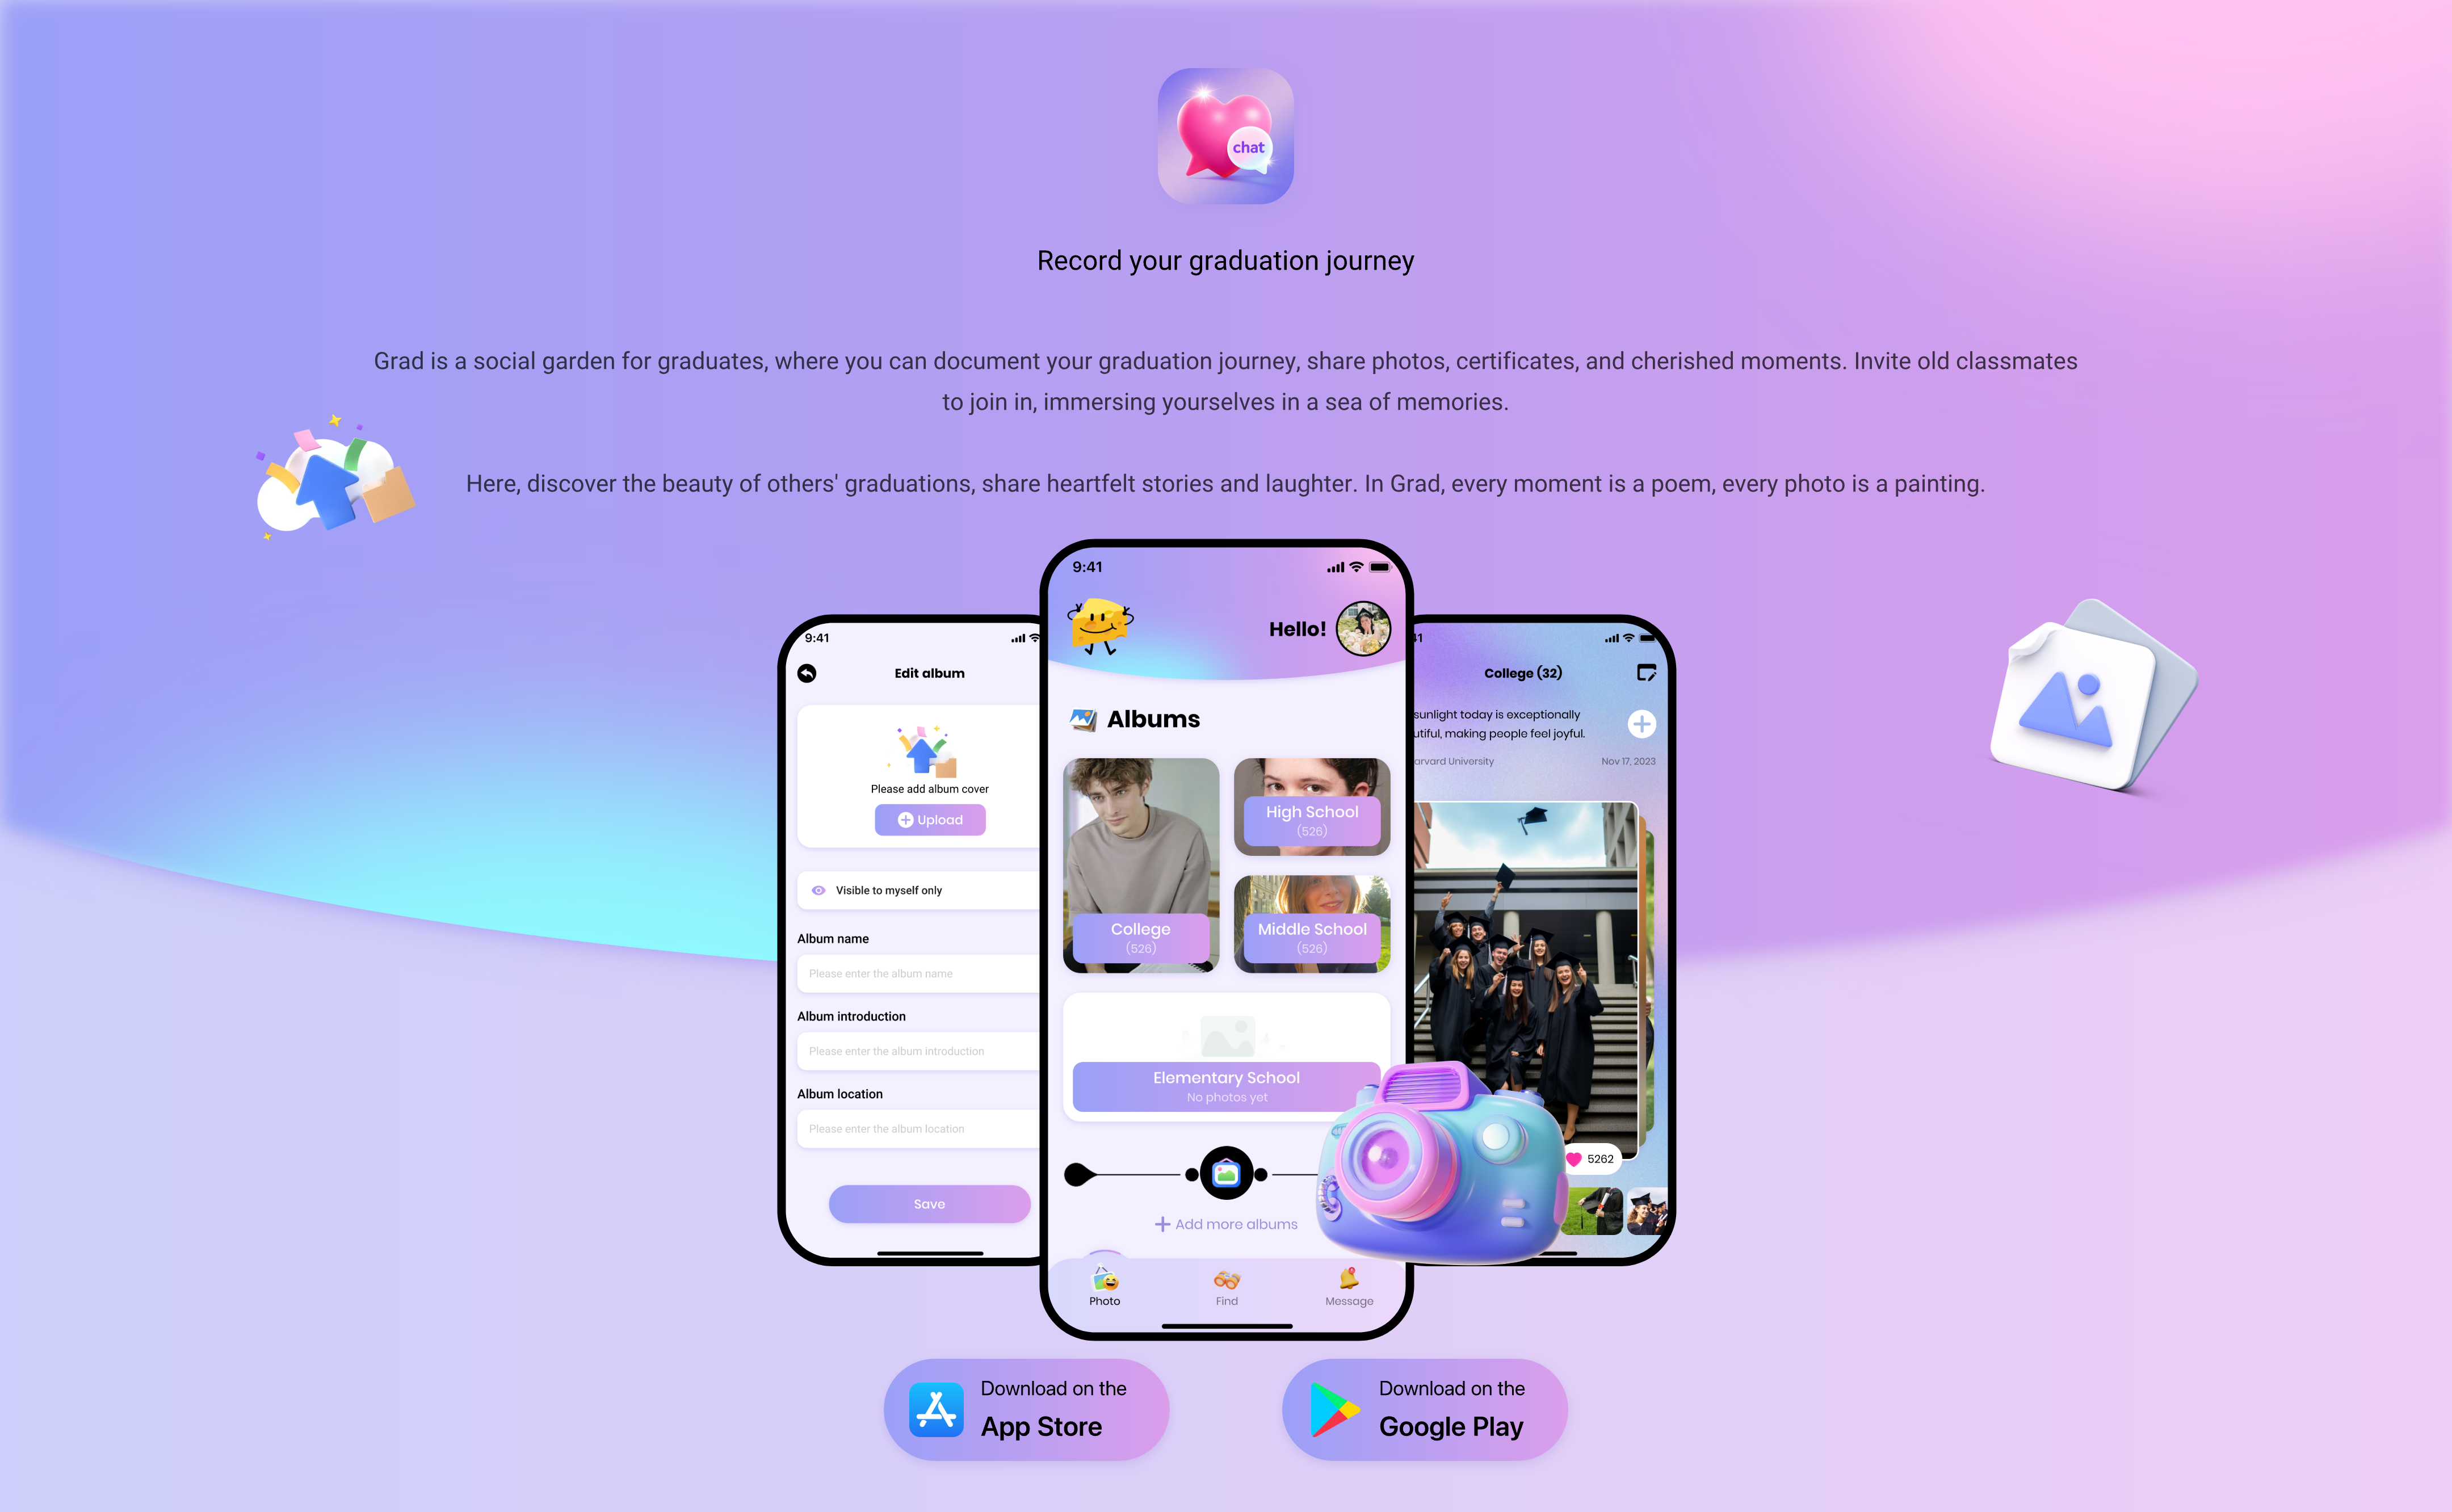 chat
Record your graduation journey
Grad is a social garden for graduates, where you can document your graduation journey, share photos, certificates, and cherished moments. Invite old classmates
to join in, immersing yourselves in a sea of memories.
Here, discover the beauty of others' graduations, share heartfelt stories and laughter. In Grad, every moment is a poem, every photo is a painting.
9:41
Edit album
Please add album cover
Upload
Visible to myself only
Album name
Please enter the album name
Album introduction
Please enter the album introduction
Album location
Please enter the album location
Save
9:41
Hello!
Albums
College
(526)
High School
(526)
Middle School
(526)
Elementary School
No photos yet
Add more albums
Photo
Find
Message
41
College (32)
sunlight today is exceptionally
utiful, making people feel joyful.
arvard University
Nov 17, 2023
5262
Download on the
App Store
Download on the
Google Play